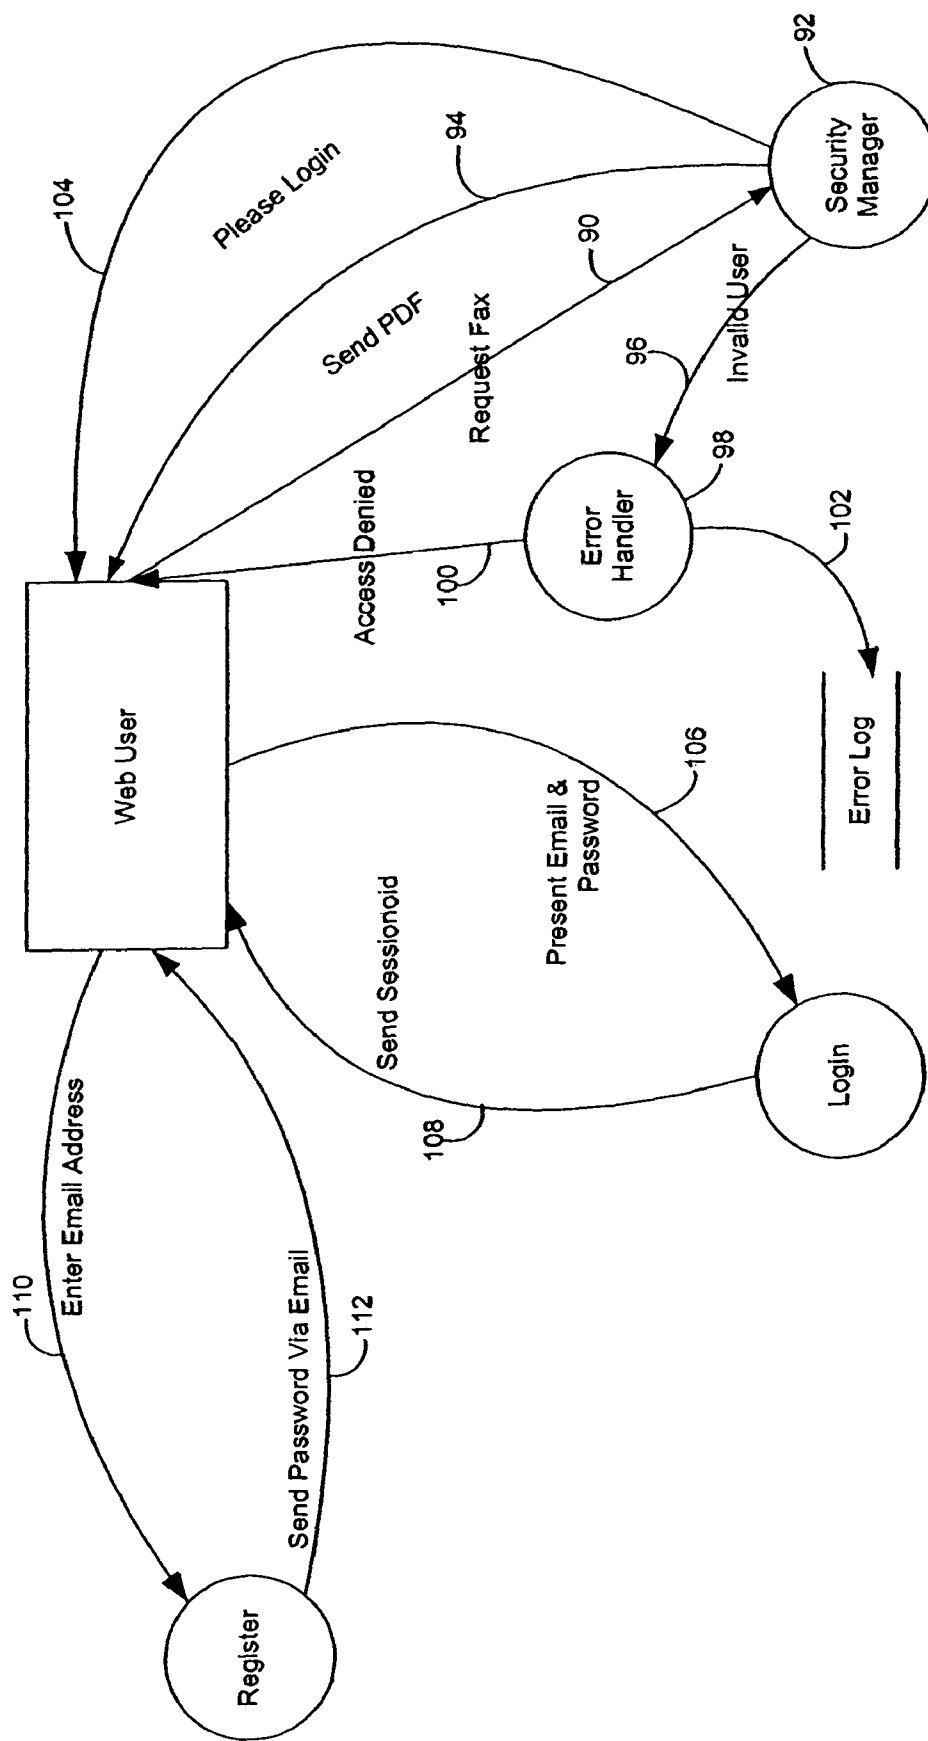 110
Enter Email Address
Register
Send Password Via Email
112
Web User
104
Please Login
94
Send PDF
90
Request Fax
92
Security
Manager
Access Denied
100
96
Invalid User
Error
Handler
98
102
Error Log
Send Sessionoid
108
Present Email &
Password
106
Login